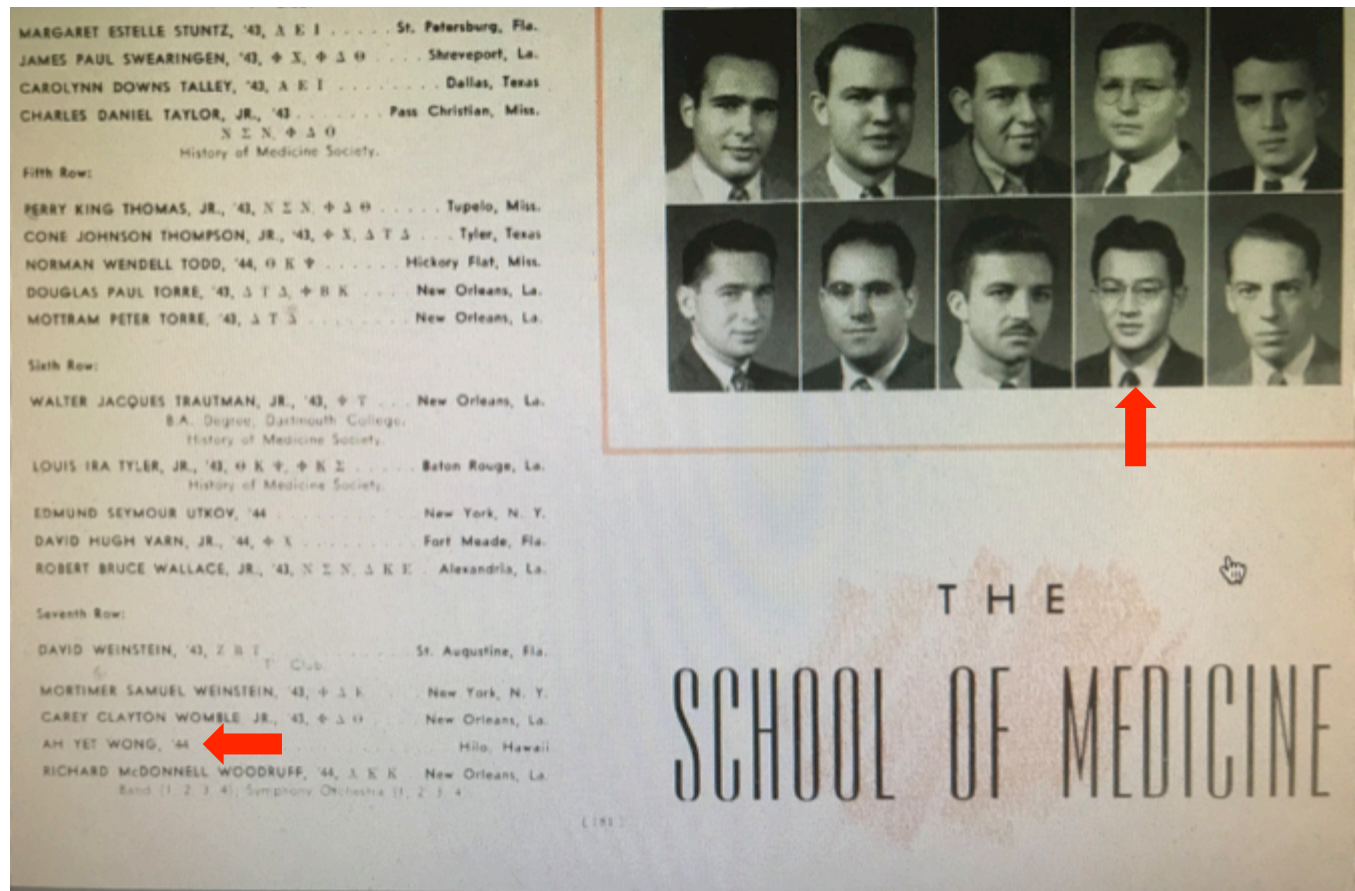 MARGARET ESTELLE STUNTZ, '43, Α Ε Ι ..... St. Petersburg, Fla.
JAMES PAUL SWEARINGEN, '43, Φ Χ, Φ Δ Θ .... Shreveport, La.
CAROLYNN DOWNS TALLEY, '43, Α Ε Ι ......... Dallas, Texas
CHARLES DANIEL TAYLOR, JR., '43 ........ Pass Christian, Miss.
Ν Σ Ν, Φ Δ Θ
History of Medicine Society.
Fifth Row:
PERRY KING THOMAS, JR., '43, Ν Σ Ν, Φ Δ Θ ..... Tupelo, Miss.
CONE JOHNSON THOMPSON, JR., '43, Φ Χ, Δ Τ Δ .... Tyler, Texas
NORMAN WENDELL TODD, '44, Θ Κ Ψ ....... Hickory Flat, Miss.
DOUGLAS PAUL TORRE, '43, Δ Τ Δ, Φ Β Κ .... New Orleans, La.
MOTTRAM PETER TORRE, '43, Δ Τ Δ ........ New Orleans, La.
Sixth Row:
WALTER JACQUES TRAUTMAN, JR., '43, Φ Τ ... New Orleans, La.
B.A. Degree, Dartmouth College.
History of Medicine Society.
LOUIS IRA TYLER, JR., '43, Θ Κ Ψ, Φ Κ Σ ...... Baton Rouge, La.
History of Medicine Society.
EDMUND SEYMOUR UTKOV, '44 ............ New York, N. Y.
DAVID HUGH VARN, JR., '44, Φ Χ .......... Fort Meade, Fla.
ROBERT BRUCE WALLACE, JR., '43, Ν Σ Ν, Δ Κ Ε . Alexandria, La.
Seventh Row:
DAVID WEINSTEIN, '43, Ζ Β Τ ............ St. Augustine, Fla.
"T" Club.
MORTIMER SAMUEL WEINSTEIN, '43, Φ Δ Ε .... New York, N. Y.
CAREY CLAYTON WOMBLE JR., '43, Φ Δ Θ .... New Orleans, La.
AH YET WONG, '44 .............. Hilo, Hawaii
RICHARD McDONNELL WOODRUFF, '44, Κ Κ . New Orleans, La.
Band (1, 2, 3, 4); Symphony Orchestra (1, 2, 3, 4
( 181 )
THE
SCHOOL OF MEDICINE